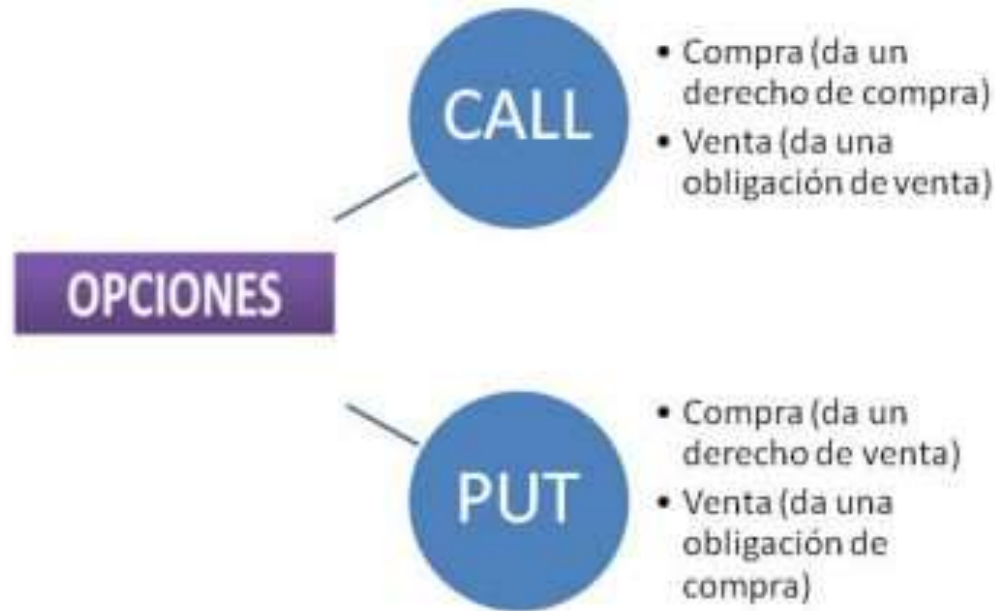 OPCIONES
CALL
• Compra (da un
derecho de compra)
• Venta (da una
obligación de venta)
PUT
• Compra (da un
derecho de venta)
• Venta (da una
obligación de
compra)